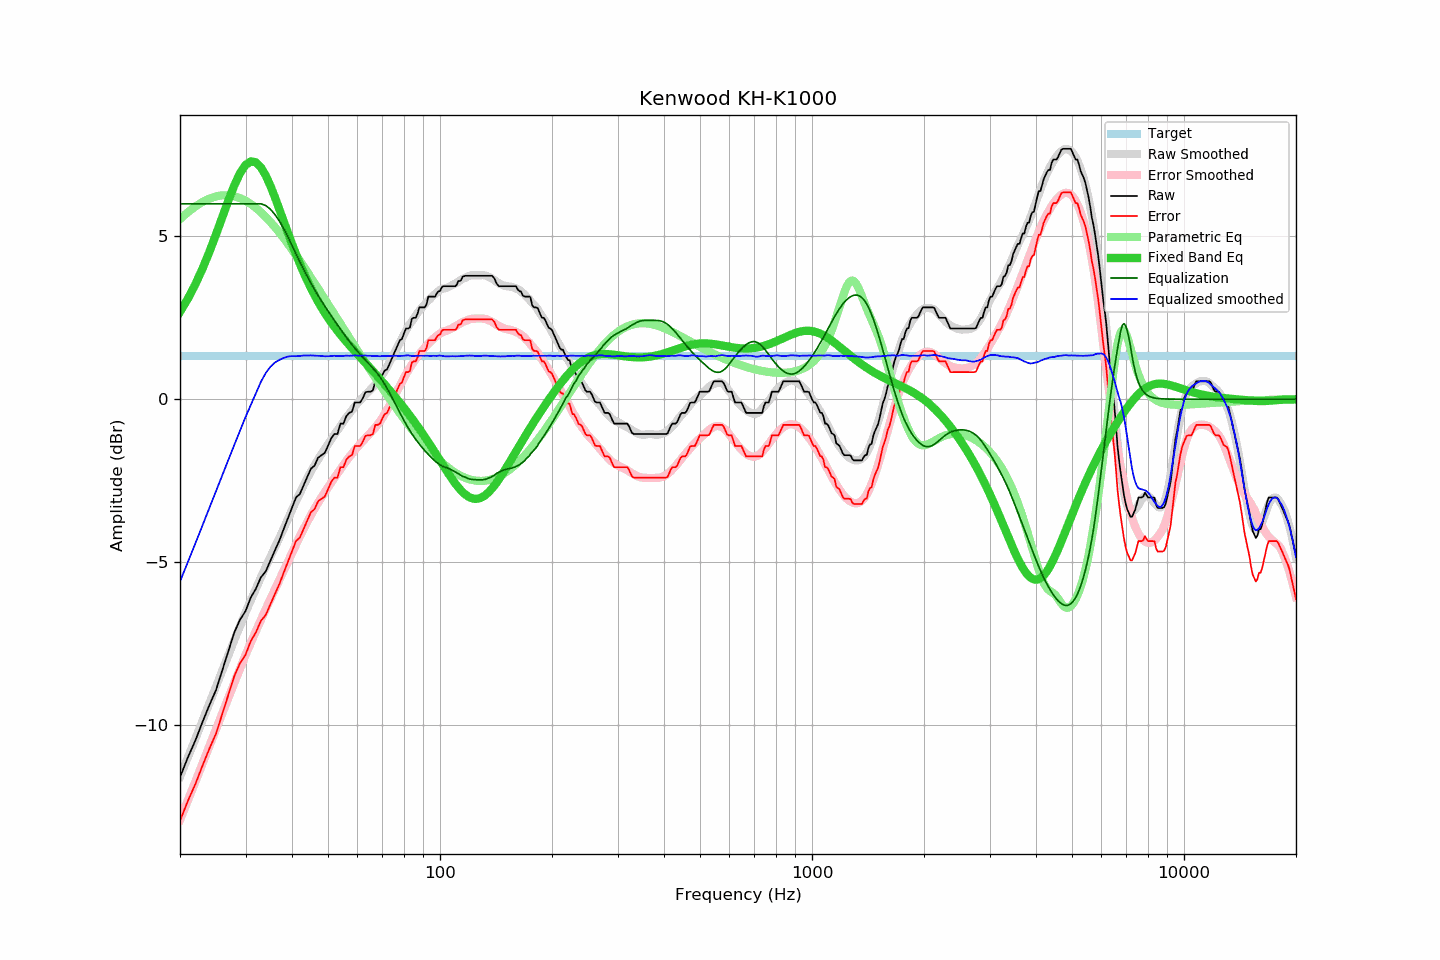 Kenwood KH-K1000
Target
Raw Smoothed
Error Smoothed
Raw
Error
Parametric Eq
Fixed Band Eq
Equalization
Equalized smoothed
Amplitude (dBr)
5
0
−5
−10
100
1000
10000
Frequency (Hz)